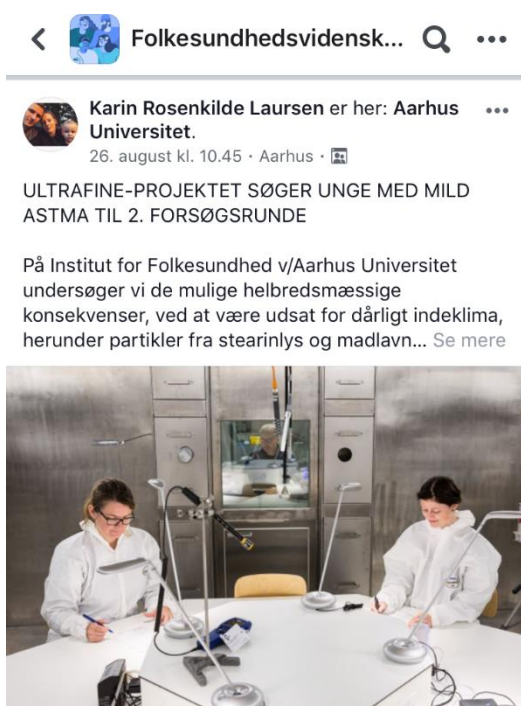 Folkesundhedsvidensk...
Karin Rosenkilde Laursen er her: Aarhus
Universitet.
26. august kl. 10.45 · Aarhus ·
ULTRAFINE-PROJEKTET SØGER UNGE MED MILD
ASTMA TIL 2. FORSØGSRUNDE
På Institut for Folkesundhed v/Aarhus Universitet
undersøger vi de mulige helbredsmæssige
konsekvenser, ved at være udsat for dårligt indeklima,
herunder partikler fra stearinlys og madlavn... Se mere